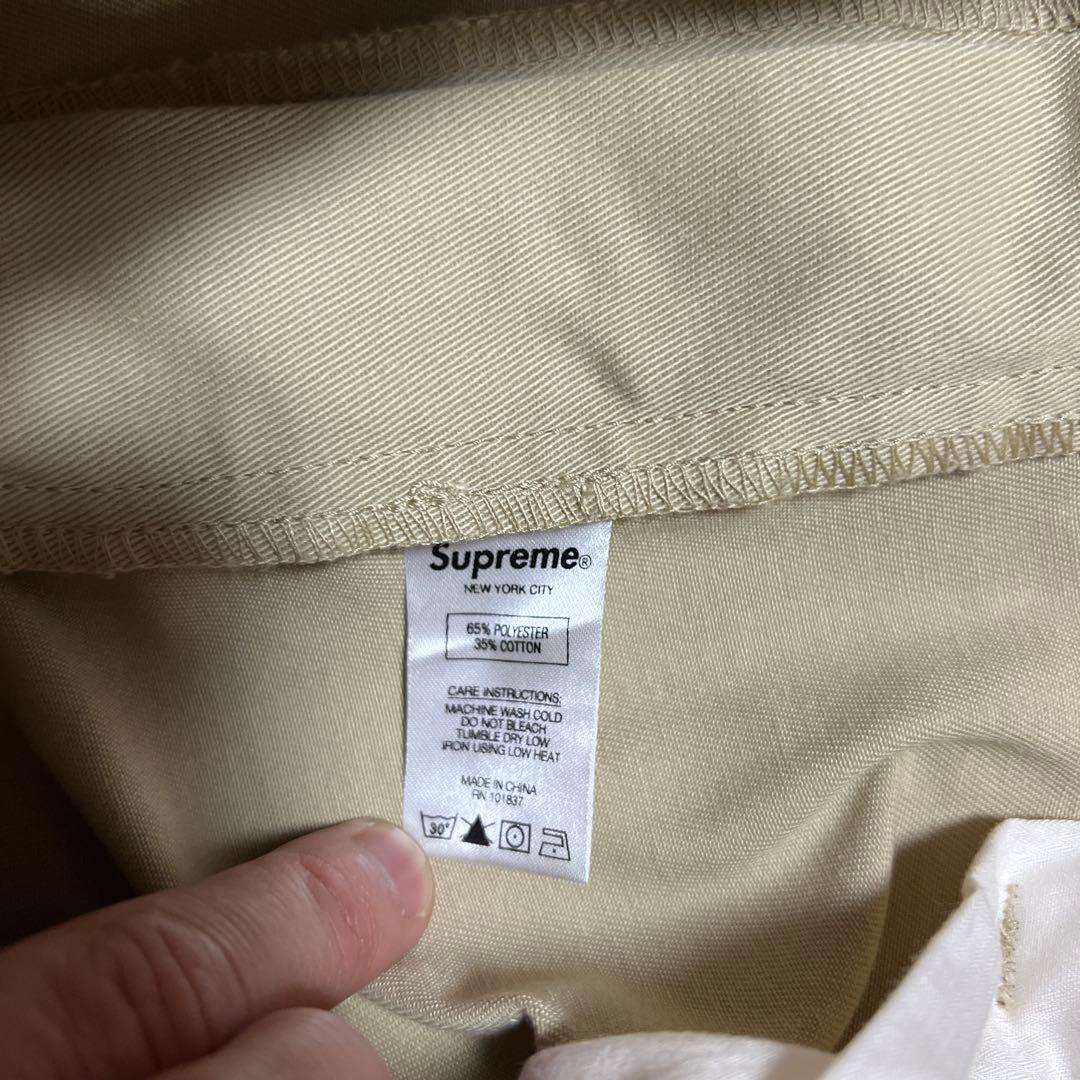 Supreme®
NEW YORK CITY
65% POLYESTER
35% COTTON
CARE INSTRUCTIONS:
MACHINE WASH COLD
DO NOT BLEACH
TUMBLE DRY LOW
IRON USING LOW HEAT
MADE IN CHINA
RN 101837
30°